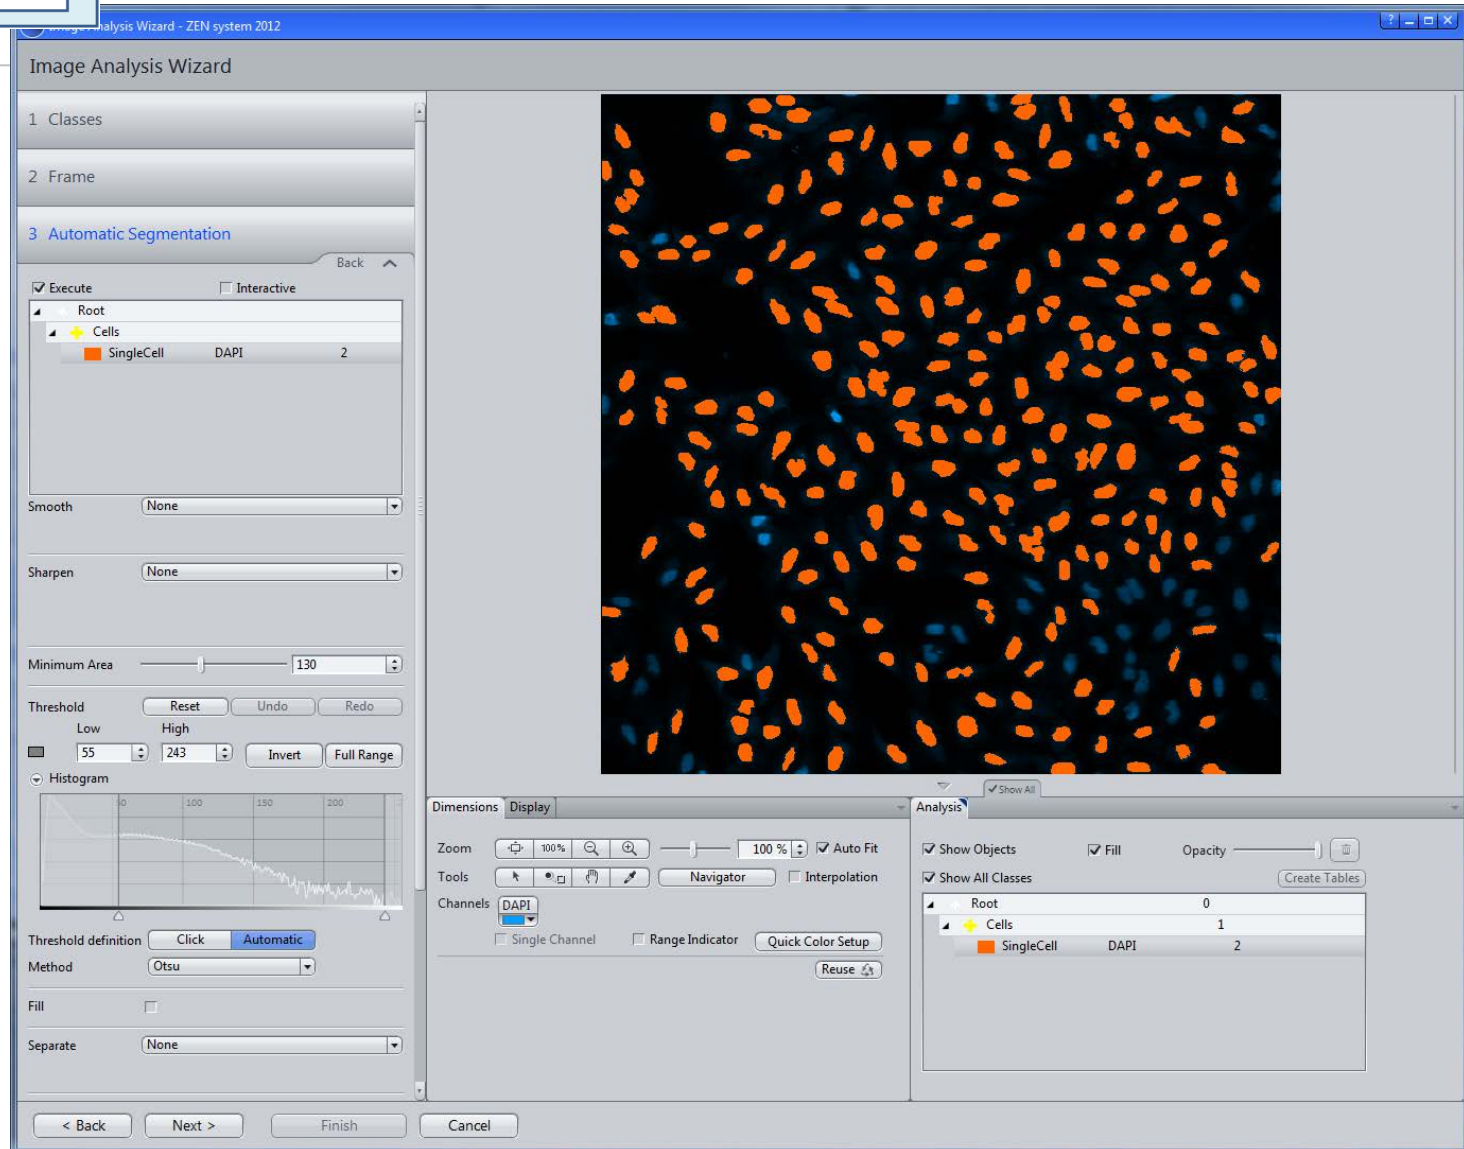 Image Analysis Wizard - ZEN system 2012
Image Analysis Wizard
1 Classes
2 Frame
3 Automatic Segmentation
Back
Execute
Interactive
Root
Cells
SingleCell DAPI 2
Smooth None
Sharpen None
Minimum Area 130
Threshold Reset Undo Redo
Low High
55 243 Invert Full Range
Histogram
50 100 150 200
Threshold definition Click Automatic
Method Otsu
Fill
Separate None
< Back Next > Finish Cancel
Show All
Dimensions Display
Zoom 100% 100 % Auto Fit
Tools Navigator Interpolation
Channels DAPI
Single Channel Range Indicator Quick Color Setup
Reuse
Analysis
Show Objects Fill Opacity
Show All Classes Create Tables
Root 0
Cells 1
SingleCell DAPI 2